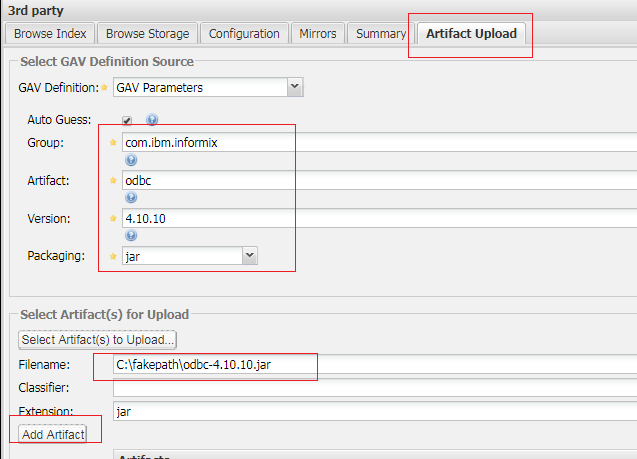 3rd party
Browse Index Browse Storage Configuration Mirrors Summary Artifact Upload
Select GAV Definition Source
GAV Definition: GAV Parameters
Auto Guess:
Group: com.ibm.informix
Artifact: odbc
Version: 4.10.10
Packaging: jar
Select Artifact(s) for Upload
Select Artifact(s) to Upload...
Filename: C:\fakepath\odbc-4.10.10.jar
Classifier:
Extension: jar
Add Artifact
Artifacts